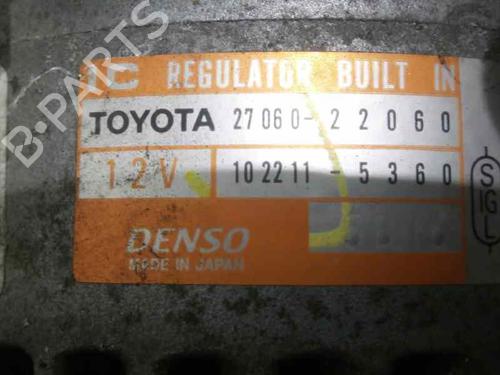 IC REGULATOR BUILT IN
TOYOTA 27060-22060
12V 102211-5360
S
IG
L
DENSO
MADE IN JAPAN
B-PARTS